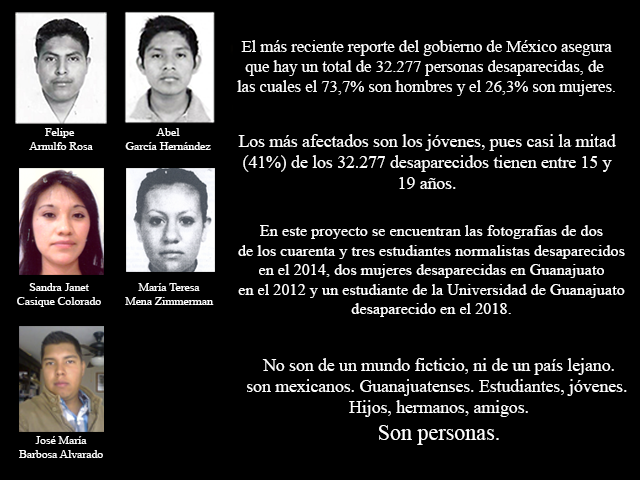 Felipe
Arnulfo Rosa
Abel
García Hernández
Sandra Janet
Casique Colorado
María Teresa
Mena Zimmerman
José María
Barbosa Alvarado
El más reciente reporte del gobierno de México asegura
que hay un total de 32.277 personas desaparecidas, de
las cuales el 73,7% son hombres y el 26,3% son mujeres.
Los más afectados son los jóvenes, pues casi la mitad
(41%) de los 32.277 desaparecidos tienen entre 15 y
19 años.
En este proyecto se encuentran las fotografías de dos
de los cuarenta y tres estudiantes normalistas desaparecidos
en el 2014, dos mujeres desaparecidas en Guanajuato
en el 2012 y un estudiante de la Universidad de Guanajuato
desaparecido en el 2018.
No son de un mundo ficticio, ni de un país lejano.
son mexicanos. Guanajuatenses. Estudiantes, jóvenes.
Hijos, hermanos, amigos.
Son personas.